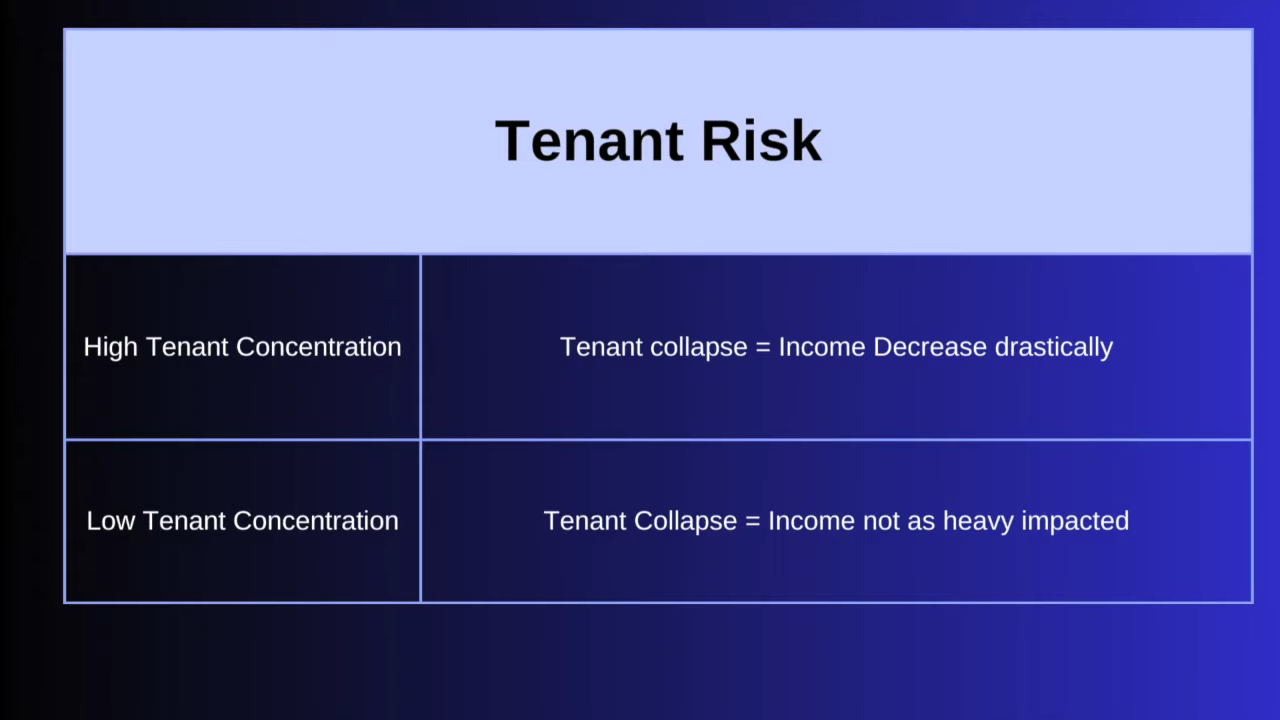 Tenant Risk
High Tenant Concentration
Tenant collapse = Income Decrease drastically
Low Tenant Concentration
Tenant Collapse = Income not as heavy impacted